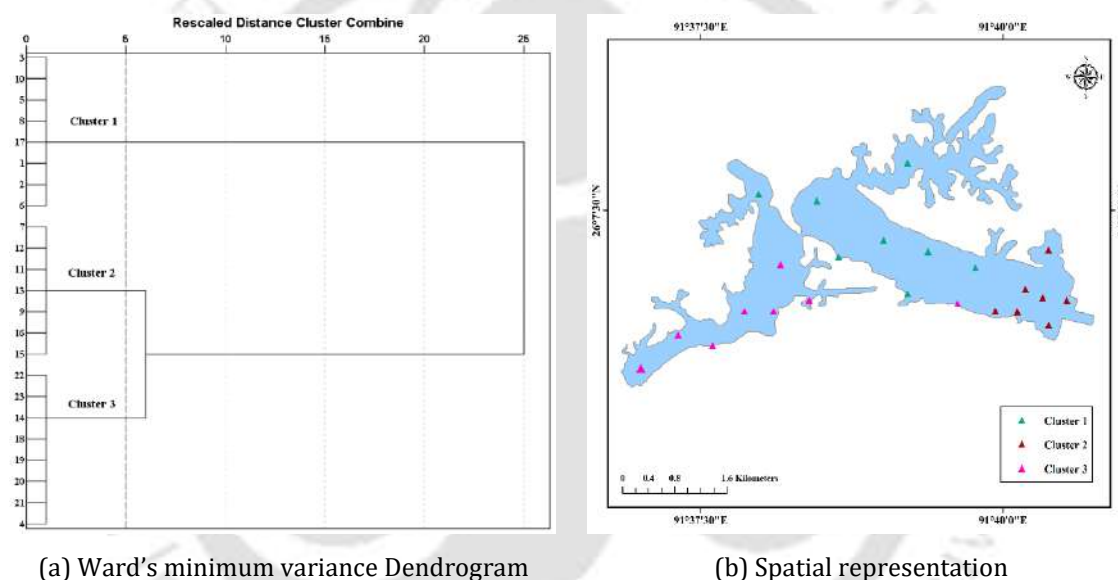 Rescaled Distance Cluster Combine
0 5 10 15 20 25
3
10
5
8
Cluster 1
17
1
2
6
7
12
11
Cluster 2
13
9
16
15
22
23
Cluster 3
14
18
19
20
21
4
(a) Ward’s minimum variance Dendrogram
91°37'30"E 91°40'0"E
26°7'30"N
Cluster 1
Cluster 2
Cluster 3
0 0.4 0.8 1.6 Kilometers
91°37'30"E 91°40'0"E
(b) Spatial representation